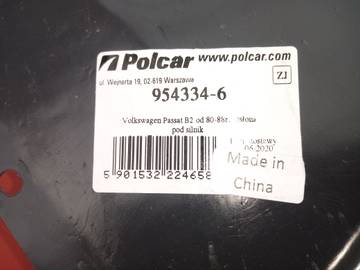 Polcar
www.polcar.com
ul. Wejnerta 19, 02-619 Warszawa
ZJ
954334-6
Volkswagen Passat B2 od 80-88r.
pod silnik
06-2020
Made in
China
5 901532 224658